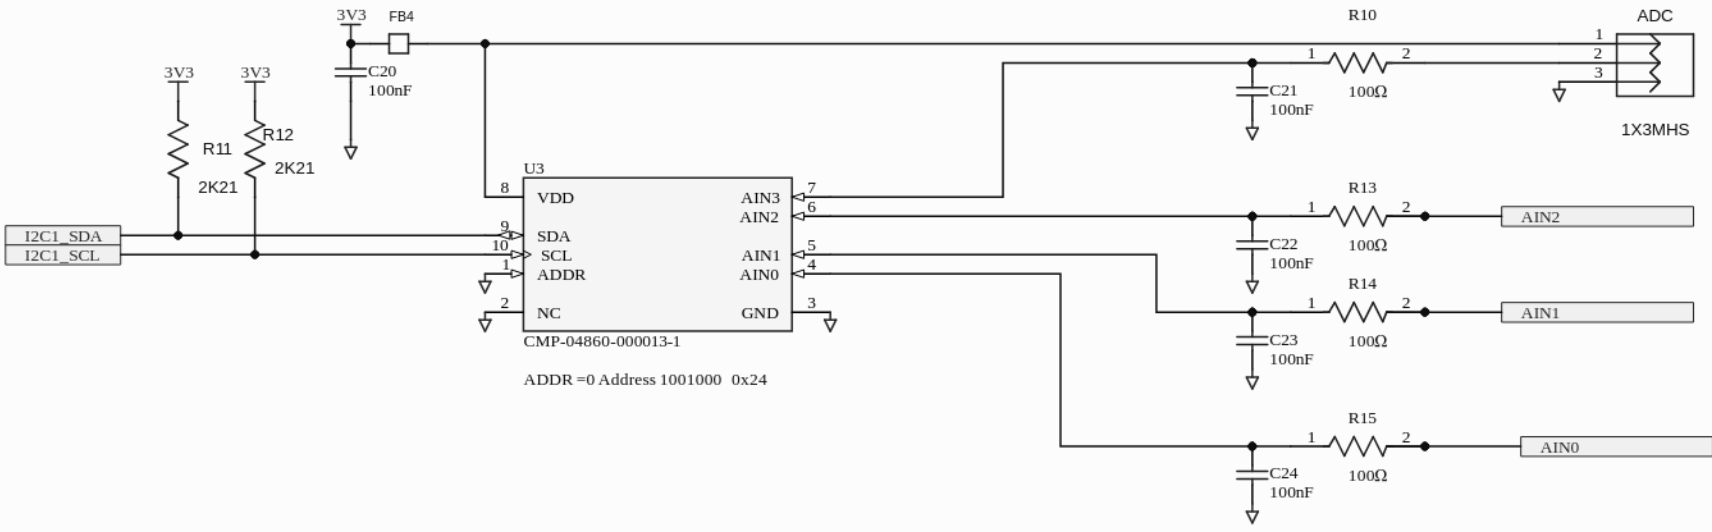 3V3
FB4
R10
ADC
1
1
2
2
3
C20
100nF
C21
100nF
100Ω
1X3MHS
3V3
3V3
R12
R11
2K21
2K21
U3
8
VDD
AIN3
7
AIN2
6
R13
1
2
AIN2
I2C1_SDA
9
SDA
C22
100nF
100Ω
I2C1_SCL
10
SCL
AIN1
5
1
ADDR
AIN0
4
R14
2
NC
GND
3
1
2
AIN1
CMP-04860-000013-1
C23
100nF
100Ω
ADDR =0 Address 1001000 0x24
R15
1
2
AIN0
C24
100nF
100Ω